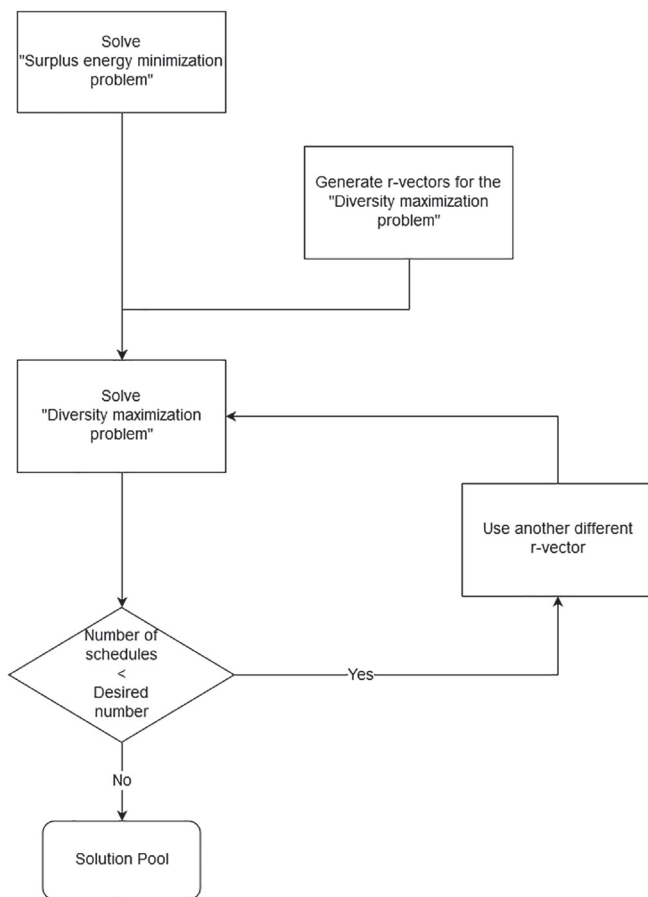 Solve
"Surplus energy minimization
problem"
Generate r-vectors for the
"Diversity maximization
problem"
Solve
"Diversity maximization
problem"
Use another different
r-vector
Number of
schedules
<
Desired
number
Yes
No
Solution Pool